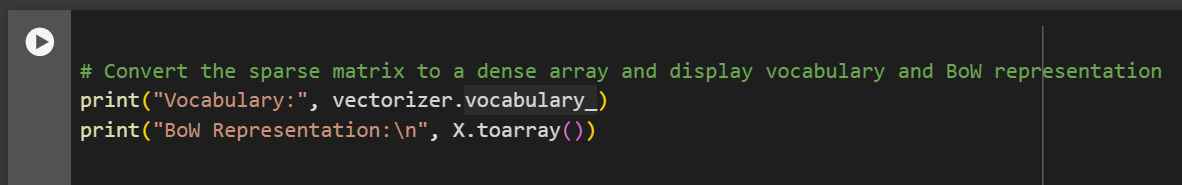 # Convert the sparse matrix to a dense array and display vocabulary and BoW representation
print("Vocabulary:", vectorizer.vocabulary_)
print("BoW Representation:\n", X.toarray())